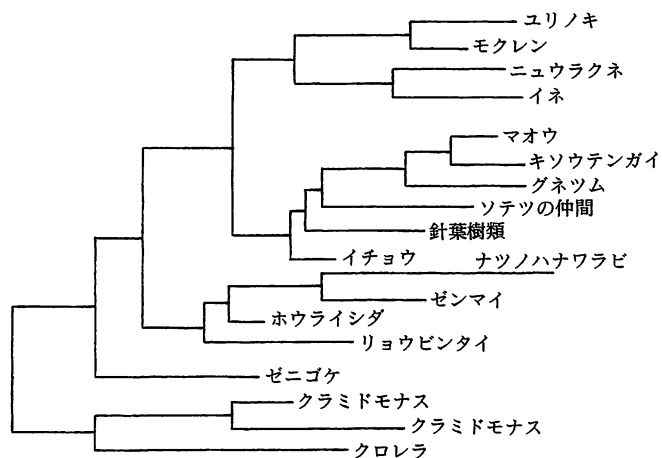 ユリノキ
モクレン
ニュウラクネ
イネ
マオウ
キソウテンガイ
グネツム
ソテツの仲間
針葉樹類
イチョウ
ナツノハナワラビ
ゼンマイ
ホウライシダ
リョウビンタイ
ゼニゴケ
クラミドモナス
クラミドモナス
クロレラ